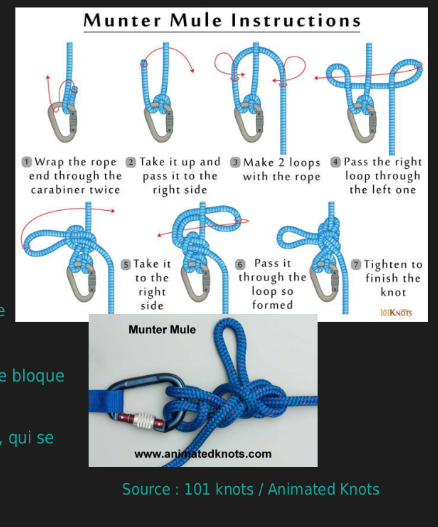 Munter Mule Instructions
1 Wrap the rope
end through the
carabiner twice
2 Take it up and
pass it to the
right side
3 Make 2 loops
with the rope
4 Pass the right
loop through
the left one
5 Take it
to the
right
side
6 Pass it
through the
loop so
formed
7 Tighten to
finish the
knot
101KNOTS
e
e bloque
, qui se
Munter Mule
www.animatedknots.com
Source : 101 knots / Animated Knots